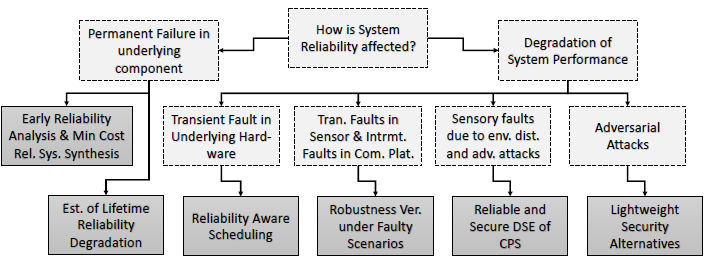 How is System
Reliability affected?
Permanent Failure in
underlying
component
Degradation of
System Performance
Early Reliability
Analysis & Min Cost
Rel. Sys. Synthesis
Transient Fault in
Underlying Hard-
ware
Tran. Faults in
Sensor & Intrmt.
Faults in Com. Plat.
Sensory faults
due to env. dist.
and adv. attacks
Adversarial
Attacks
Est. of Lifetime
Reliability
Degradation
Reliability Aware
Scheduling
Robustness Ver.
under Faulty
Scenarios
Reliable and
Secure DSE of
CPS
Lightweight
Security
Alternatives